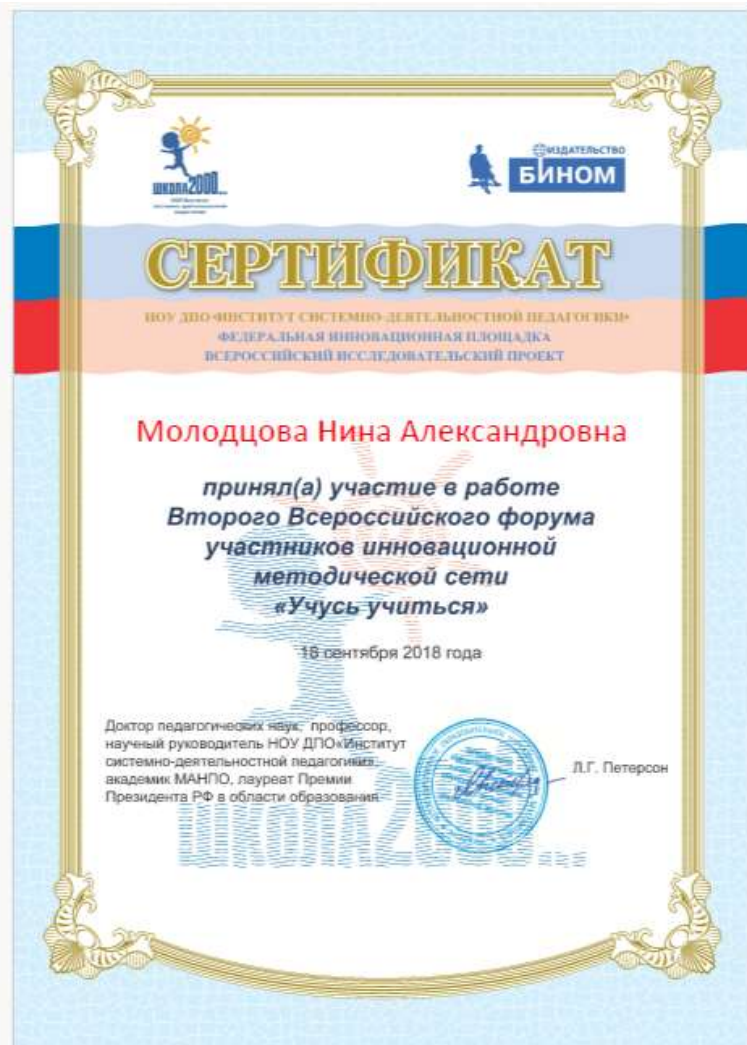 ШКОЛА2000...
ИЗДАТЕЛЬСТВО
БИНОМ
СЕРТИФИКАТ
НОУ ДПО «ИНСТИТУТ СИСТЕМНО-ДЕЯТЕЛЬНОСТНОЙ ПЕДАГОГИКИ»
ФЕДЕРАЛЬНАЯ ИННОВАЦИОННАЯ ПЛОЩАДКА
ВСЕРОССИЙСКИЙ ИССЛЕДОВАТЕЛЬСКИЙ ПРОЕКТ
Молодцова Нина Александровна
принял(а) участие в работе
Второго Всероссийского форума
участников инновационной
методической сети
«Учусь учиться»
18 сентября 2018 года
Доктор педагогических наук, профессор,
научный руководитель НОУ ДПО«Институт
системно-деятельностной педагогики»,
академик МАНПО, лауреат Премии
Президента РФ в области образования
Л.Г. Петерсон
ШКОЛА2000...